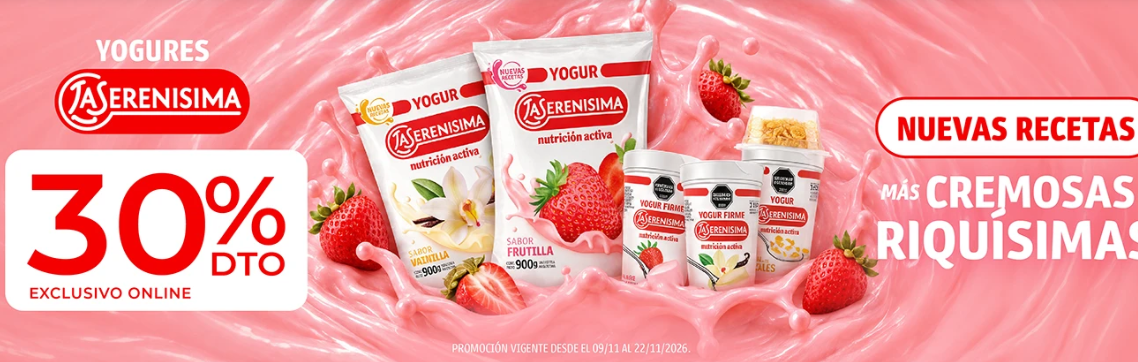 YOGURES
LASERENISIMA
30%
DTO
EXCLUSIVO ONLINE
NUEVAS
RECETAS
YOGUR
LASERENISIMA
nutrición activa
SABOR
VAINILLA
900g
NUEVAS
RECETAS
YOGUR
LASERENISIMA
nutrición activa
SABOR
FRUTILLA
900g
YOGUR FIRME
LASERENISIMA
nutrición activa
YOGUR FIRME
LASERENISIMA
nutrición activa
YOGUR
LASERENISIMA
nutrición activa
NUEVAS RECETAS
MÁS CREMOSAS
RIQUÍSIMAS
PROMOCIÓN VIGENTE DESDE EL 09/11 AL 22/11/2026.